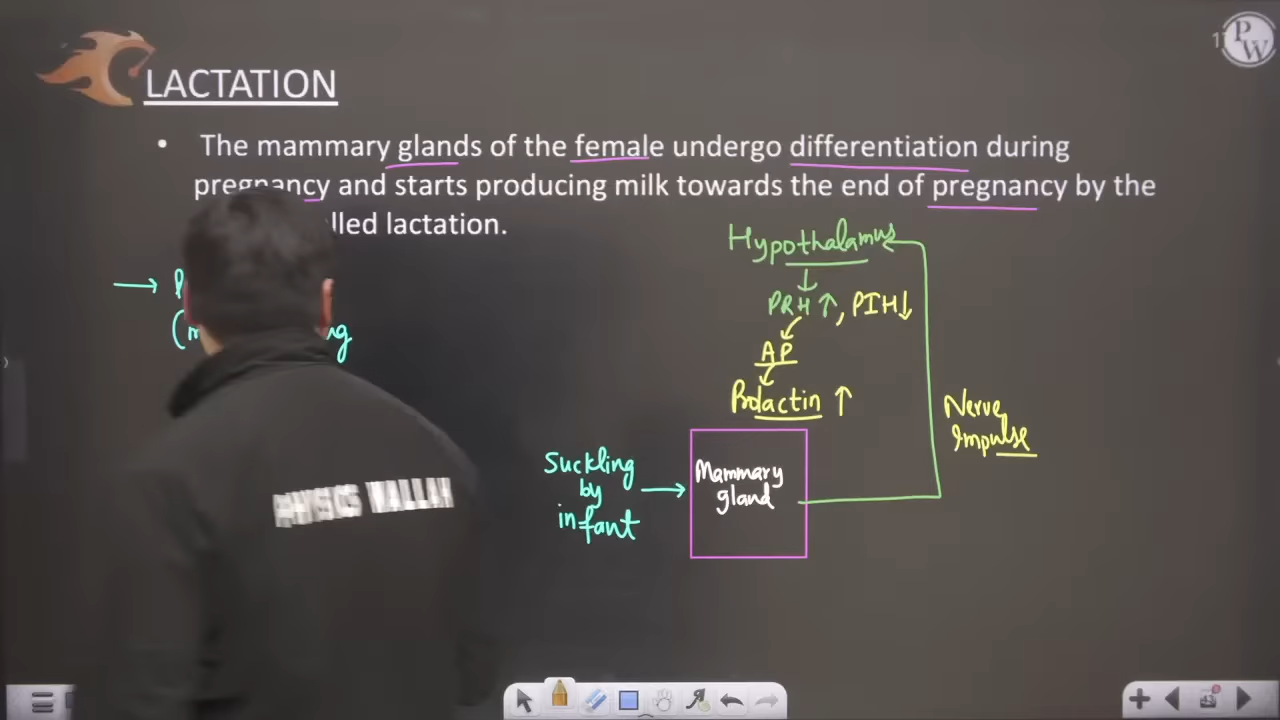 LACTATION
• The mammary glands of the female undergo differentiation during
pregnancy and starts producing milk towards the end of pregnancy by the
lled lactation.
Hypothalamus
PRH↑, PIH↓
AP
Prolactin ↑
Nerve
Impulse
Suckling
by
infant
Mammary
gland
PHYSICS WALLAH
PW
43